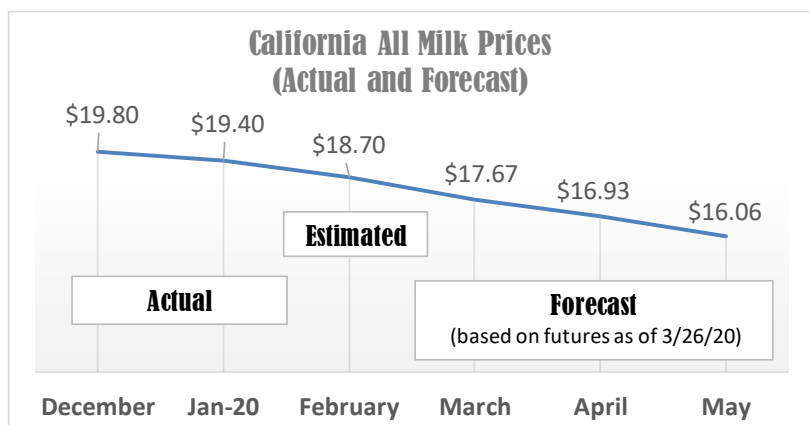 California All Milk Prices
(Actual and Forecast)
$19.80
$19.40
$18.70
$17.67
$16.93
$16.06
Estimated
Actual
Forecast
(based on futures as of 3/26/20)
December Jan-20 February March April May